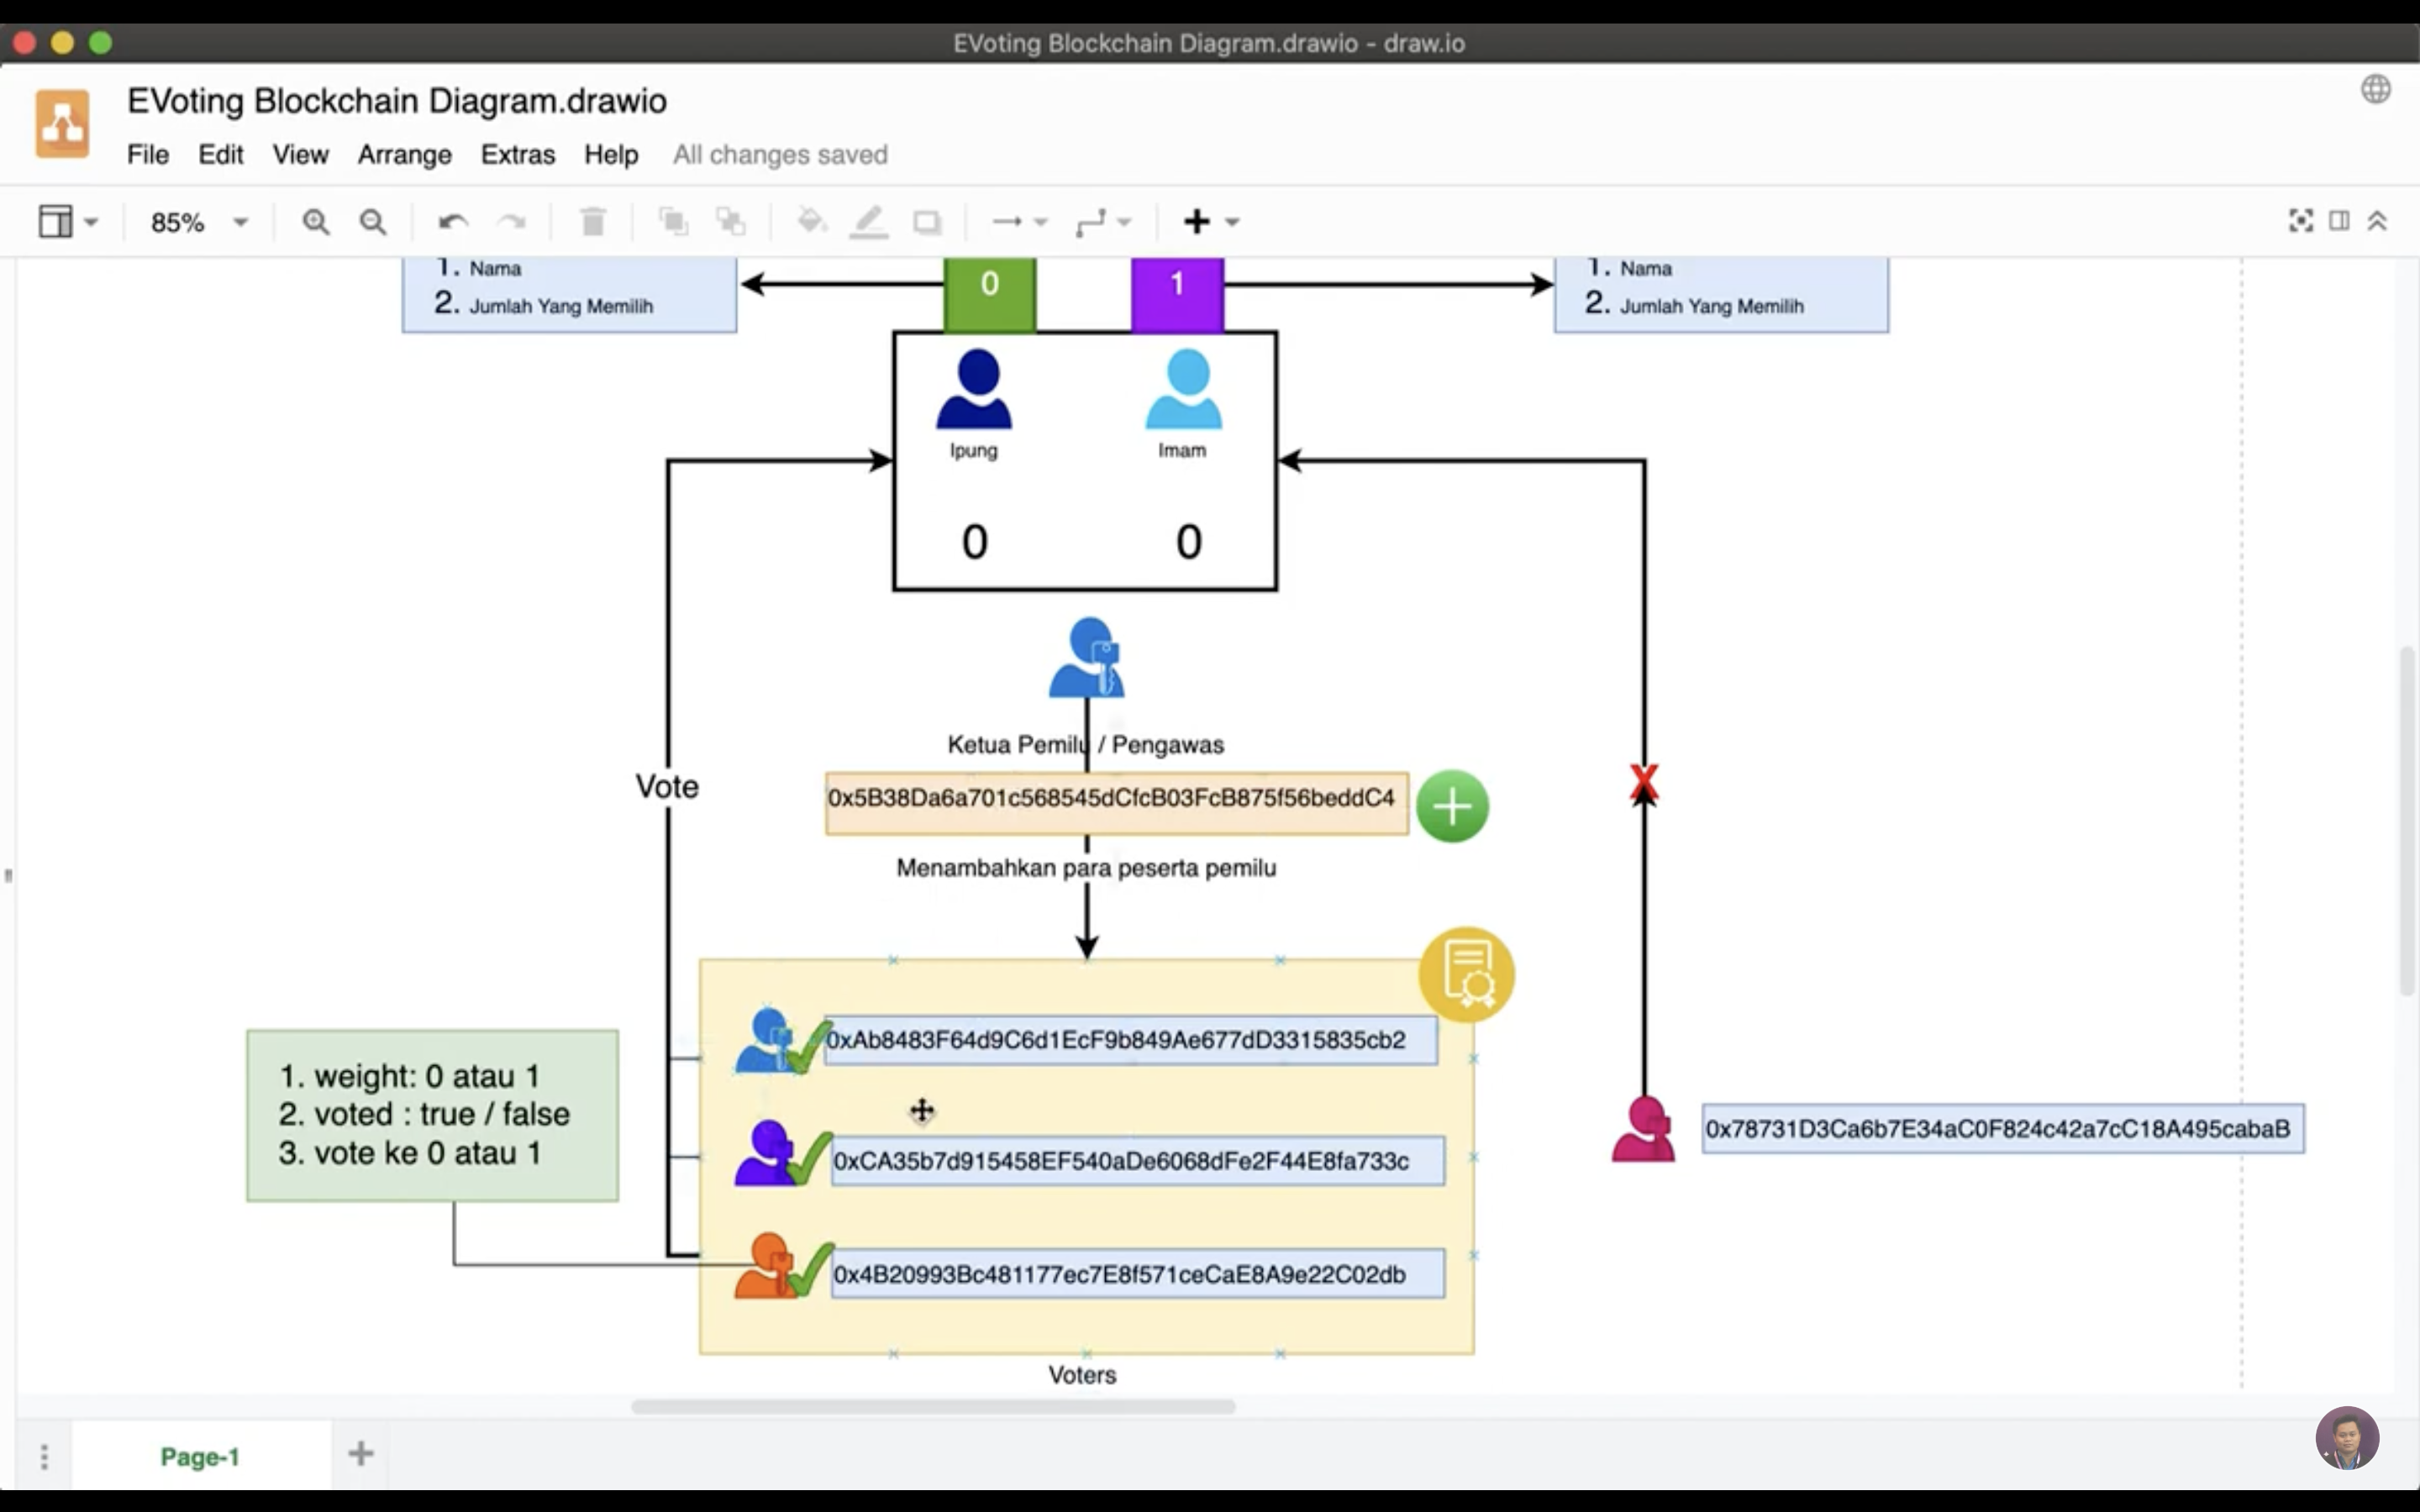 EVoting Blockchain Diagram.drawio - draw.io
EVoting Blockchain Diagram.drawio
File Edit View Arrange Extras Help All changes saved
85%
1. Nama
2. Jumlah Yang Memilih
0
1
1. Nama
2. Jumlah Yang Memilih
Ipung
Imam
0
0
Ketua Pemilu / Pengawas
Vote
0x5B38Da6a701c568545dCfcB03FcB875f56beddC4
X
Menambahkan para peserta pemilu
0xAb8483F64d9C6d1EcF9b849Ae677dD3315835cb2
1. weight: 0 atau 1
2. voted : true / false
3. vote ke 0 atau 1
0x78731D3Ca6b7E34aC0F824c42a7cC18A495cabaB
0xCA35b7d915458EF540aDe6068dFe2F44E8fa733c
0x4B20993Bc481177ec7E8f571ceCaE8A9e22C02db
Voters
Page-1